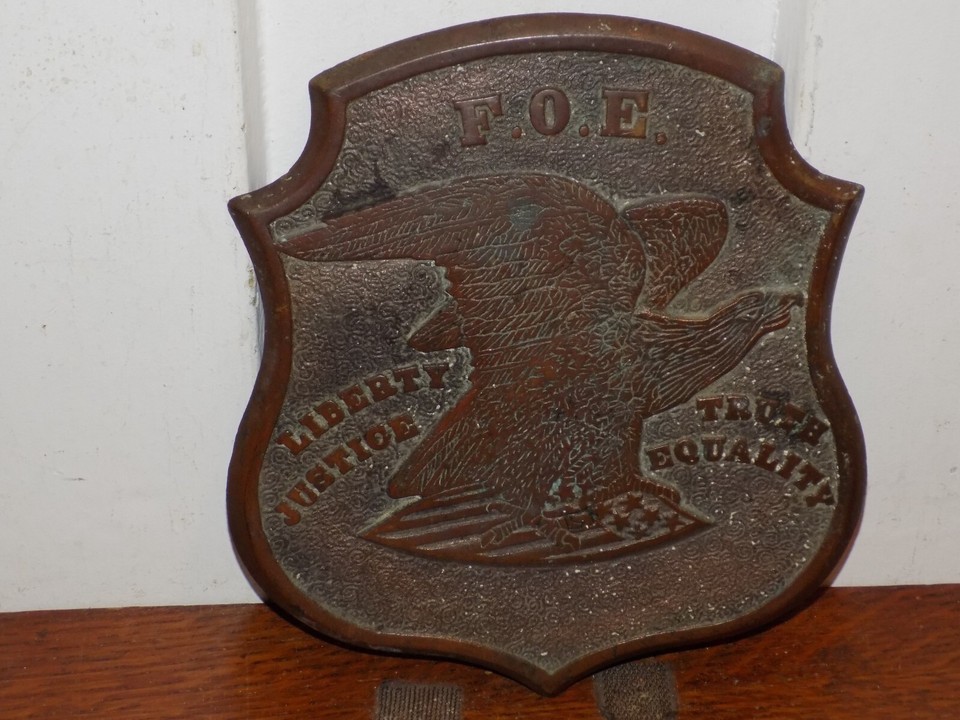 F.O.E.
LIBERTY
JUSTICE
TRUTH
EQUALITY